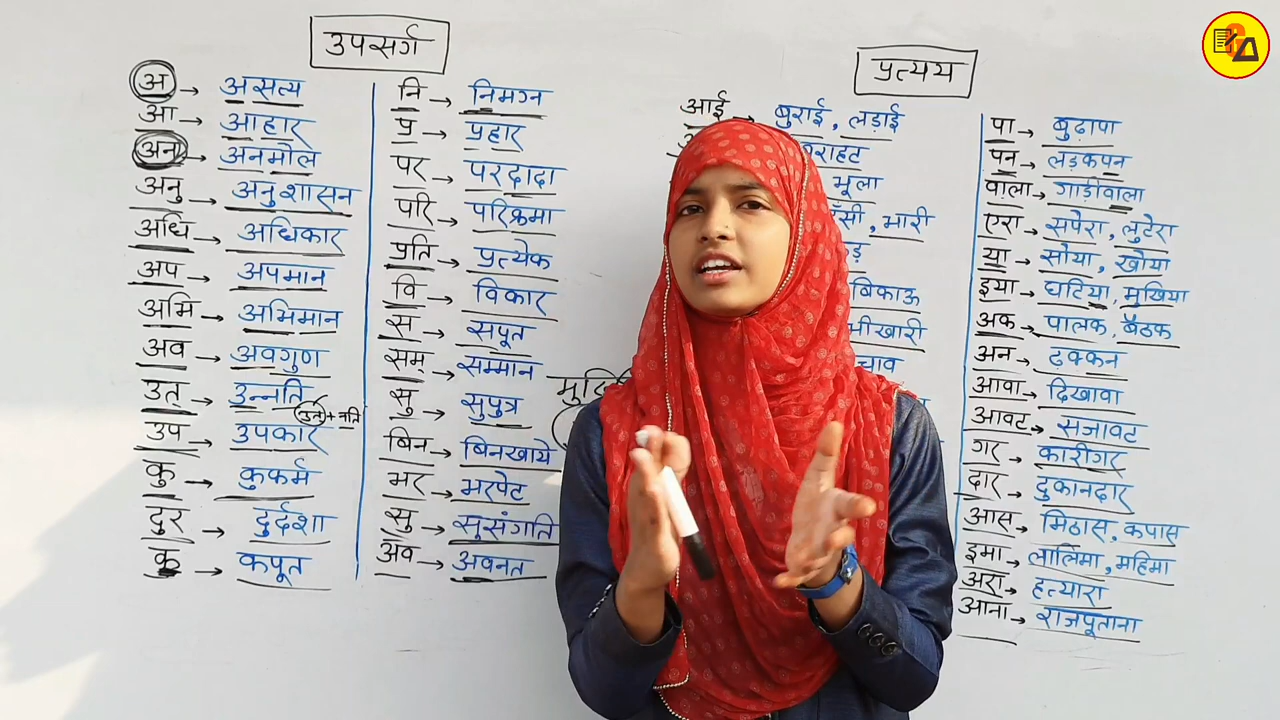 उपसर्ग
अ → असत्य
आ → आहार
अन → अनमोल
अनु → अनुशासन
अधि → अधिकार
अप → अपमान
अभि → अभिमान
अव → अवगुण
उत् → उन्नति
उत् + नति
उप → उपकार
कु → कुकर्म
दुर → दुर्दशा
क → कपूत
नि → निमग्न
प्र → प्रहार
पर → परदादा
परि → परिक्रमा
प्रति → प्रत्येक
वि → विकार
स → सपूत
सम् → सम्मान
सु → सुपुत्र
बिन → बिनखाये
भर → भरपेट
सु → सुसंगति
अव → अवनत
प्रत्यय
आई → बुराई, लड़ाई
भूला
, भारी
बिकाऊ
पा → बुढ़ापा
पन → लड़कपन
वाला → गाड़ीवाला
एरा → सपेरा, लुटेरा
या → सोया, खोया
इया → घटिया, मुखिया
अक → पालक, बैठक
अन → ढक्कन
आवा → दिखावा
आवट → सजावट
गर → कारीगर
दार → दुकानदार
आस → मिठास, कपास
इमा → लालिमा, महिमा
अरा → हत्यारा
आना → राजपूताना